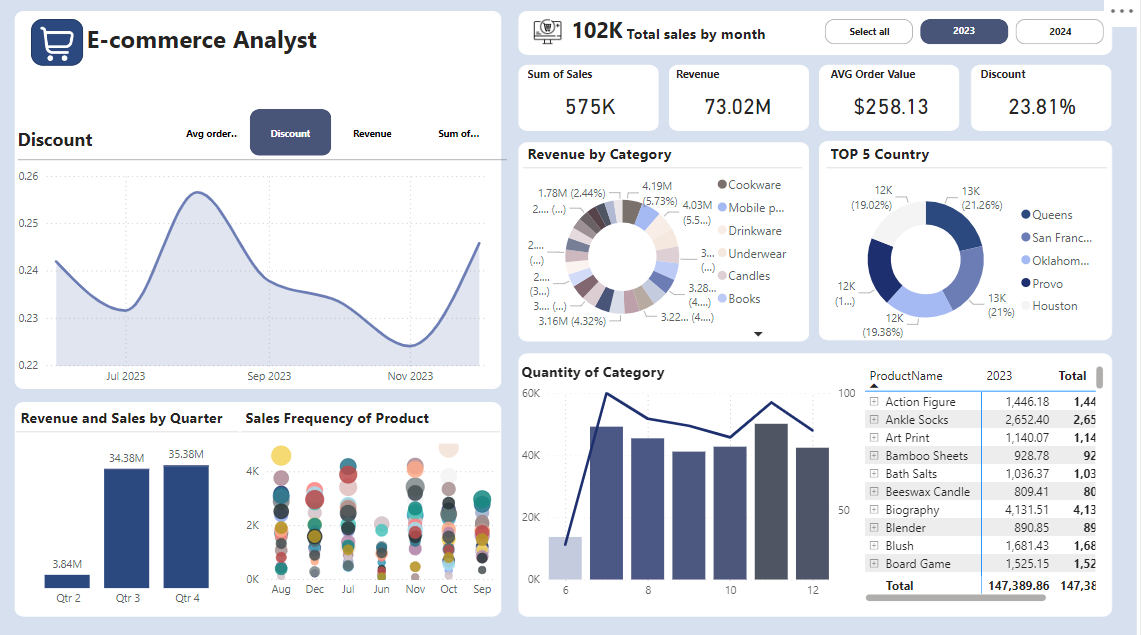 E-commerce Analyst
Discount
Avg order..
Discount
Revenue
Sum of...
0.26
0.25
0.24
0.23
0.22
Jul 2023
Sep 2023
Nov 2023
102K Total sales by month
Select all
2023
2024
Sum of Sales
575K
Revenue
73.02M
AVG Order Value
$258.13
Discount
23.81%
Revenue by Category
1.78M (2.44%)
4.19M
(5.73%)
2.... (...)
4.03M
(5.5...)
2...
(...)
3...
(...)
2...
(3...)
3.28...
(4....)
3.... (...)
3.22... (4....)
3.16M (4.32%)
Cookware
Mobile p...
Drinkware
Underwear
Candles
Books
TOP 5 Country
12K
(19.02%)
13K
(21.26%)
12K
(1...)
13K
(21%)
12K
(19.38%)
Queens
San Franc...
Oklahom...
Provo
Houston
Revenue and Sales by Quarter
3.84M
34.38M
35.38M
Qtr 2
Qtr 3
Qtr 4
Sales Frequency of Product
4K
2K
0K
Aug
Dec
Jul
Jun
Nov
Oct
Sep
Quantity of Category
60K
40K
20K
0K
100
50
6
8
10
12
ProductName 2023 Total
Action Figure 1,446.18 1,44
Ankle Socks 2,652.40 2,65
Art Print 1,140.07 1,14
Bamboo Sheets 928.78 92
Bath Salts 1,036.37 1,03
Beeswax Candle 809.41 80
Biography 4,131.51 4,13
Blender 890.85 89
Blush 1,681.43 1,68
Board Game 1,525.15 1,52
Total 147,389.86 147,38